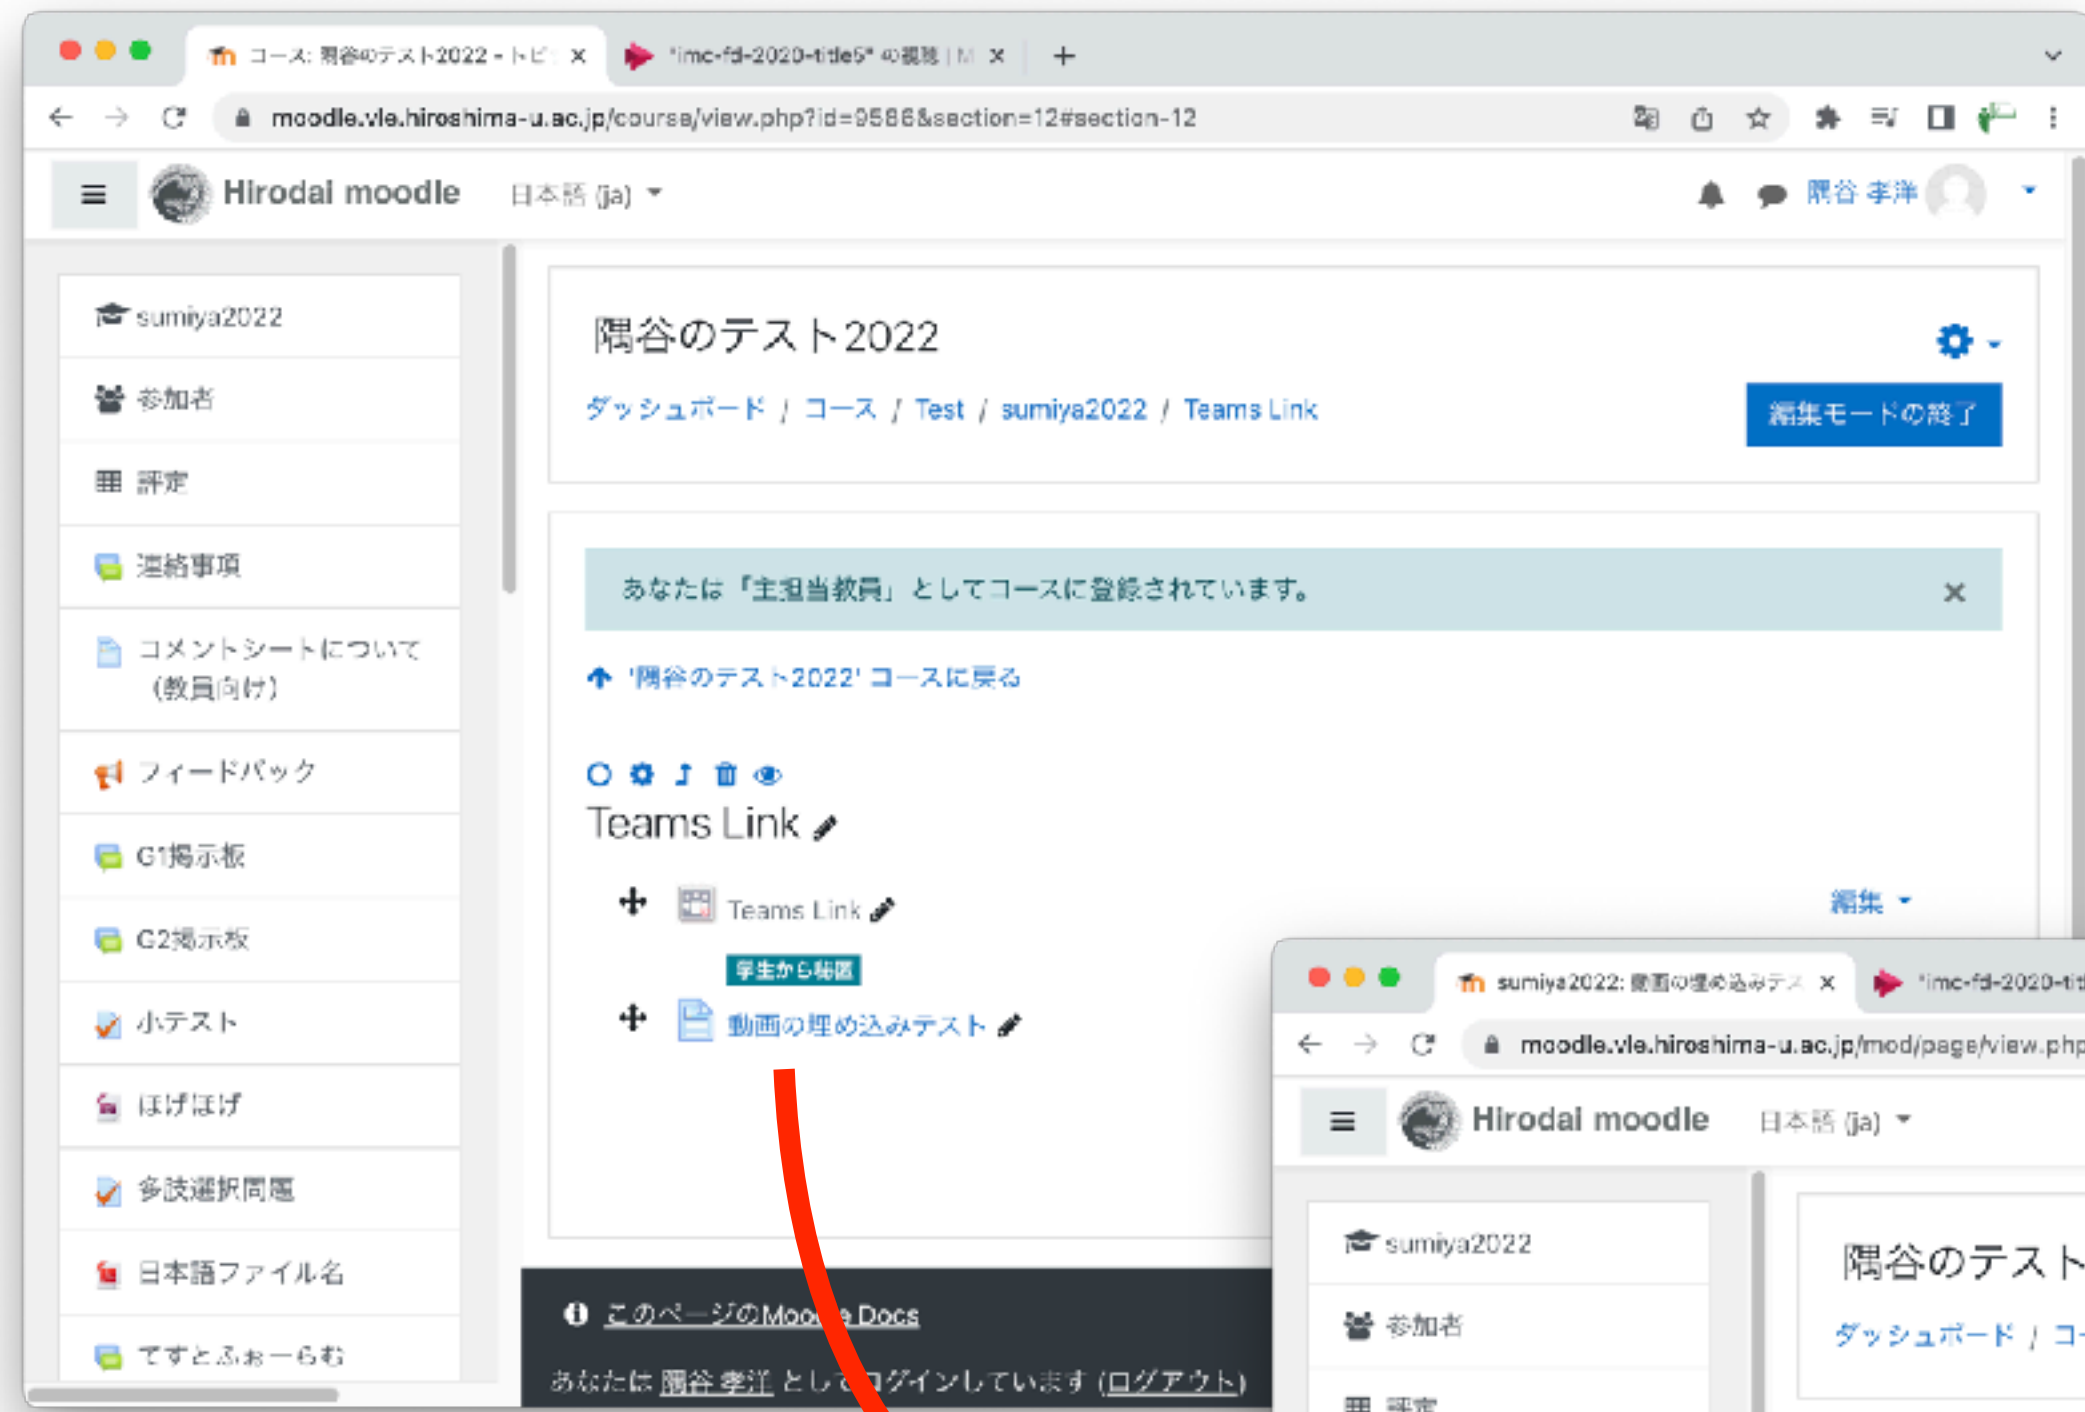 コース: 隅谷のテスト2022 - トピ
"imc-fd-2020-title5" の視聴 | M
moodle.vle.hiroshima-u.ac.jp/course/view.php?id=9586&section=12#section-12
Hirodai moodle
日本語 (ja)
隅谷 孝洋
sumiya2022
参加者
評定
連絡事項
コメントシートについて
(教員向け)
フィードバック
G1掲示板
G2掲示板
小テスト
ほげほげ
多肢選択問題
日本語ファイル名
てすとふぉーらむ
隅谷のテスト2022
ダッシュボード / コース / Test / sumiya2022 / Teams Link
編集モードの終了
あなたは「主担当教員」としてコースに登録されています。
'隅谷のテスト2022' コースに戻る
Teams Link
Teams Link
編集
学生から秘匿
動画の埋め込みテスト
このページのMoodle Docs
あなたは 隅谷 孝洋 としてログインしています (ログアウト)
sumiya2022: 動画の埋め込みテス
"imc-fd-2020-tit
moodle.vle.hiroshima-u.ac.jp/mod/page/view.php
Hirodai moodle
日本語 (ja)
sumiya2022
参加者
評定
隅谷のテスト
ダッシュボード / コー